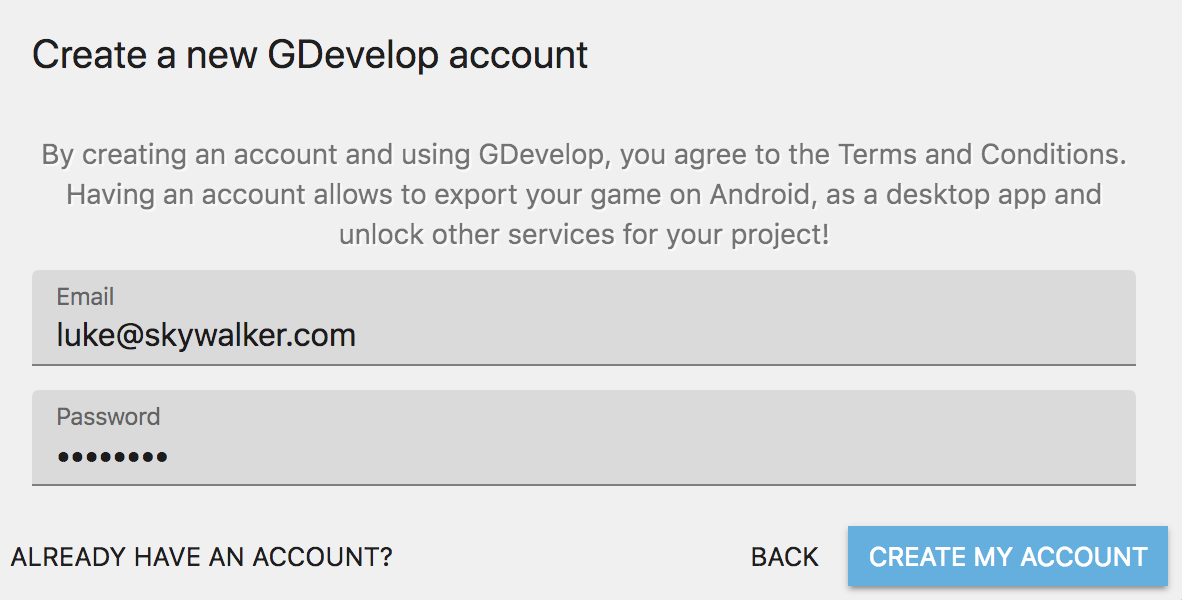 Create a new GDevelop account
By creating an account and using GDevelop, you agree to the Terms and Conditions.
Having an account allows to export your game on Android, as a desktop app and
unlock other services for your project!
Email
luke@skywalker.com
Password
••••••••
ALREADY HAVE AN ACCOUNT?
BACK
CREATE MY ACCOUNT